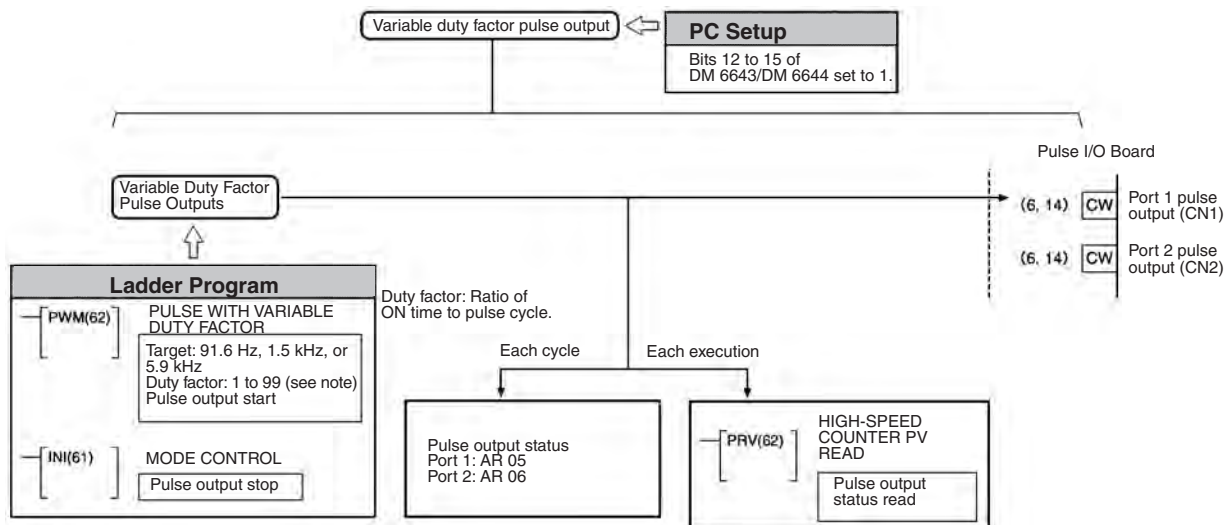 Variable duty factor pulse output
PC Setup
Bits 12 to 15 of
DM 6643/DM 6644 set to 1.
Pulse I/O Board
Variable Duty Factor
Pulse Outputs
(6, 14) CW Port 1 pulse
output (CN1)
(6, 14) CW Port 2 pulse
output (CN2)
Ladder Program
PWM(62)
PULSE WITH VARIABLE
DUTY FACTOR
Target: 91.6 Hz, 1.5 kHz, or
5.9 kHz
Duty factor: 1 to 99 (see note)
Pulse output start
INI(61)
MODE CONTROL
Pulse output stop
Duty factor: Ratio of
ON time to pulse cycle.
Each cycle
Each execution
Pulse output status
Port 1: AR 05
Port 2: AR 06
PRV(62)
HIGH-SPEED
COUNTER PV
READ
Pulse output
status read